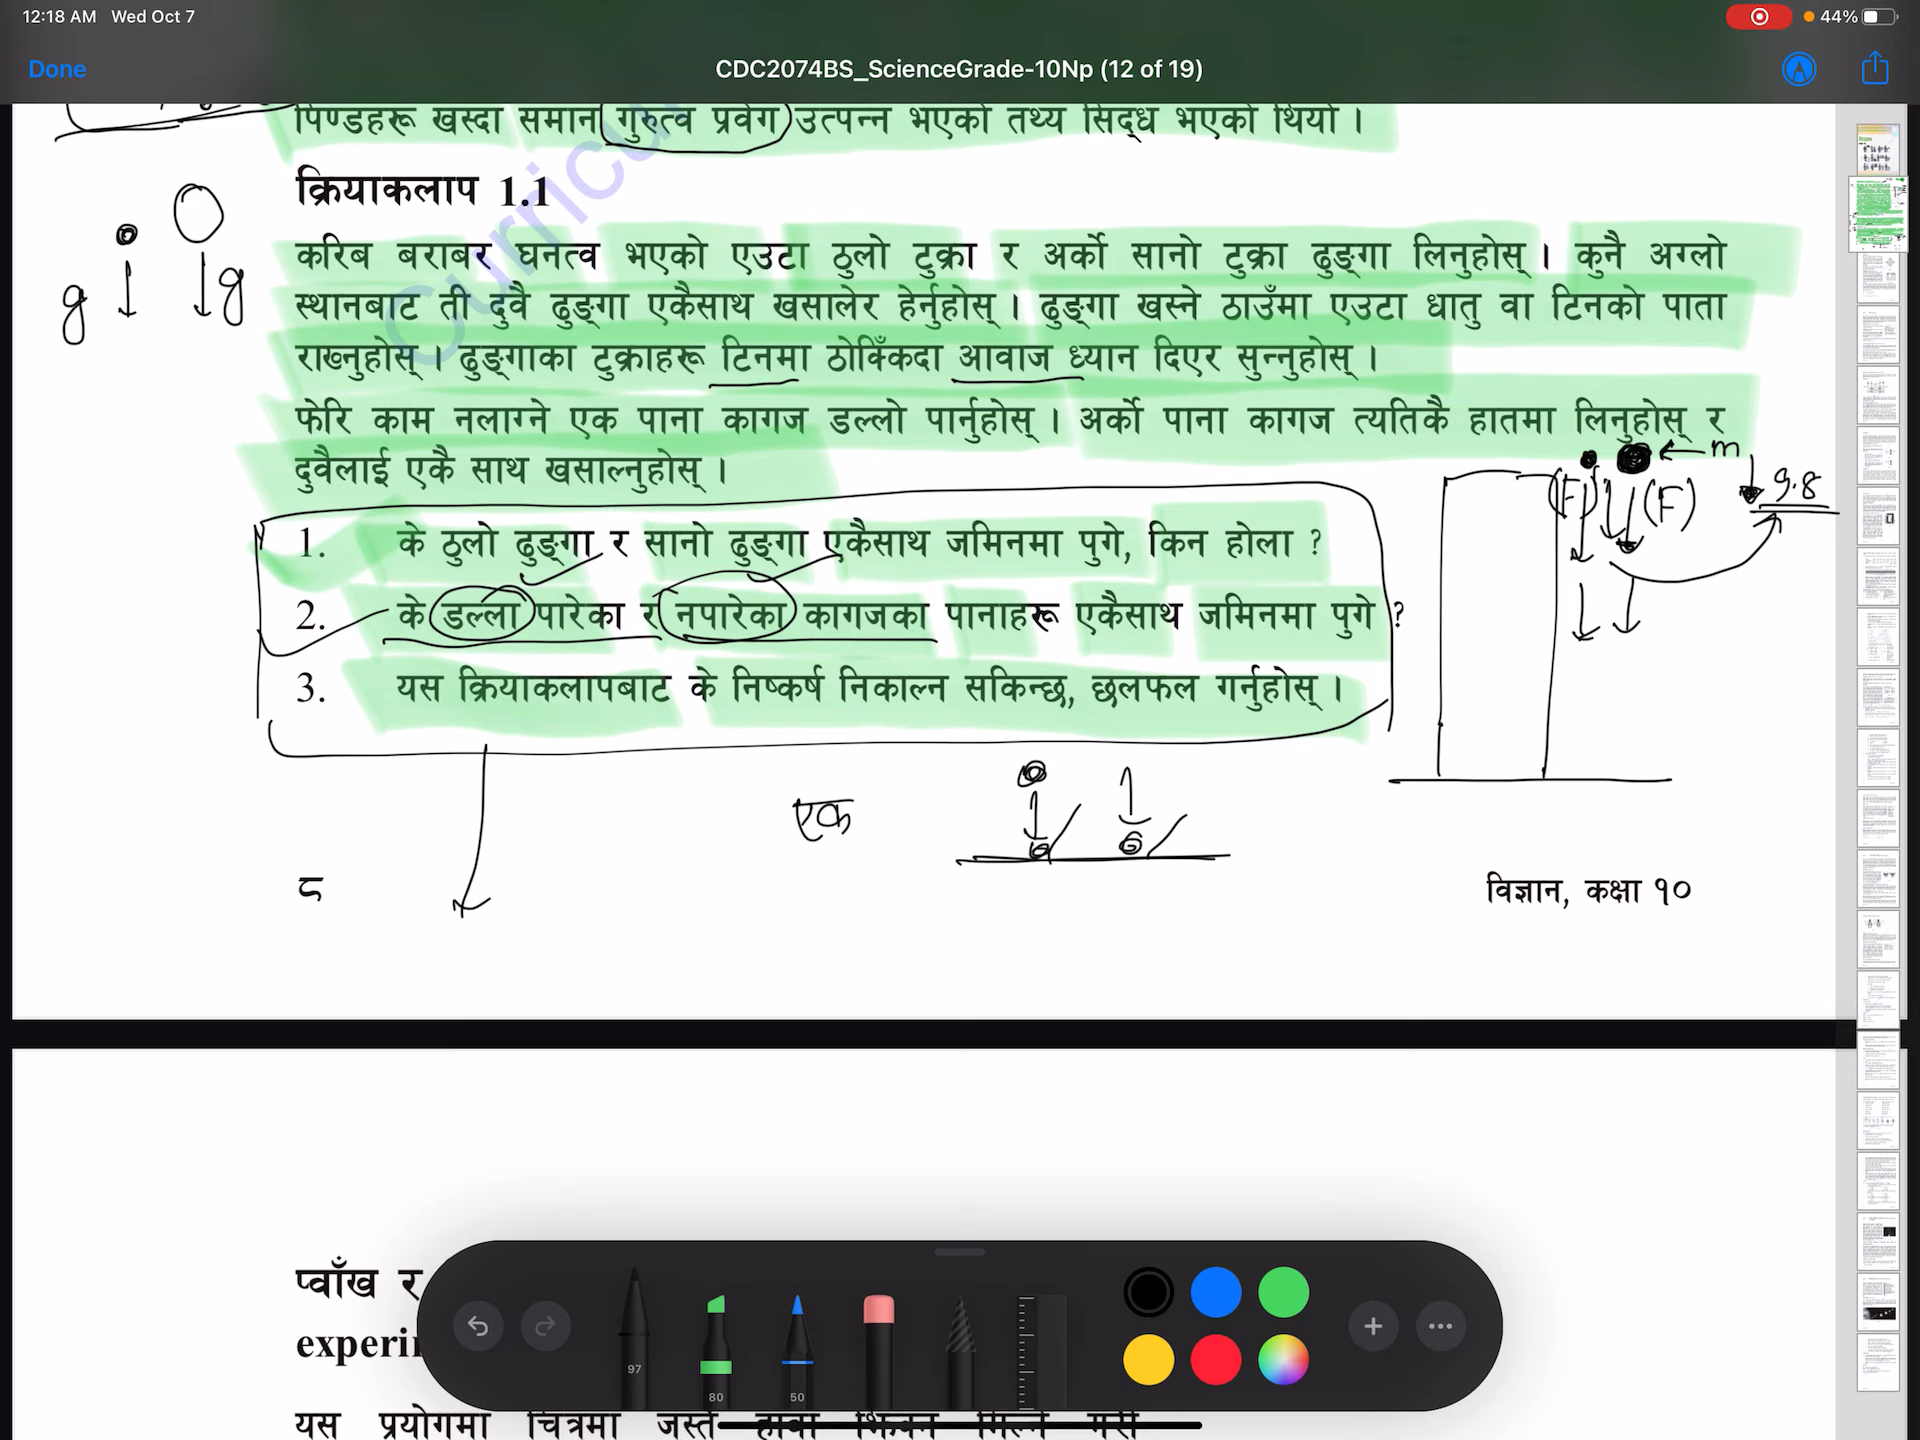 12:18 AM Wed Oct 7
44%
Done
CDC2074BS_ScienceGrade-10Np (12 of 19)
पिण्डहरू खस्दा समान गुरुत्व प्रवेग उत्पन्न भएको तथ्य सिद्ध भएको थियो ।
क्रियाकलाप 1.1
Curricu
करिब बराबर घनत्व भएको एउटा ठुलो टुक्रा र अर्को सानो टुक्रा ढुङ्गा लिनुहोस् । कुनै अग्लो
स्थानबाट ती दुवै ढुङ्गा एकैसाथ खसालेर हेर्नुहोस् । ढुङ्गा खस्ने ठाउँमा एउटा धातु वा टिनको पाता
राख्नुहोस् । ढुङ्गाका टुक्राहरू टिनमा ठोक्किँदा आवाज ध्यान दिएर सुन्नुहोस् ।
g g
फेरि काम नलाग्ने एक पाना कागज डल्लो पार्नुहोस् । अर्को पाना कागज त्यतिकै हातमा लिनुहोस् र
दुवैलाई एकै साथ खसाल्नुहोस् ।
m
(F) (F) 9.8
1. के ठुलो ढुङ्गा र सानो ढुङ्गा एकैसाथ जमिनमा पुगे, किन होला ?
2. के डल्ला पारेका र नपारेका कागजका पानाहरू एकैसाथ जमिनमा पुगे ?
3. यस क्रियाकलापबाट के निष्कर्ष निकाल्न सकिन्छ, छलफल गर्नुहोस् ।
एक
८
विज्ञान, कक्षा १०
प्वाँख र
experi
97
80
50
यस प्रयोगमा चित्रमा जस्तै हावा